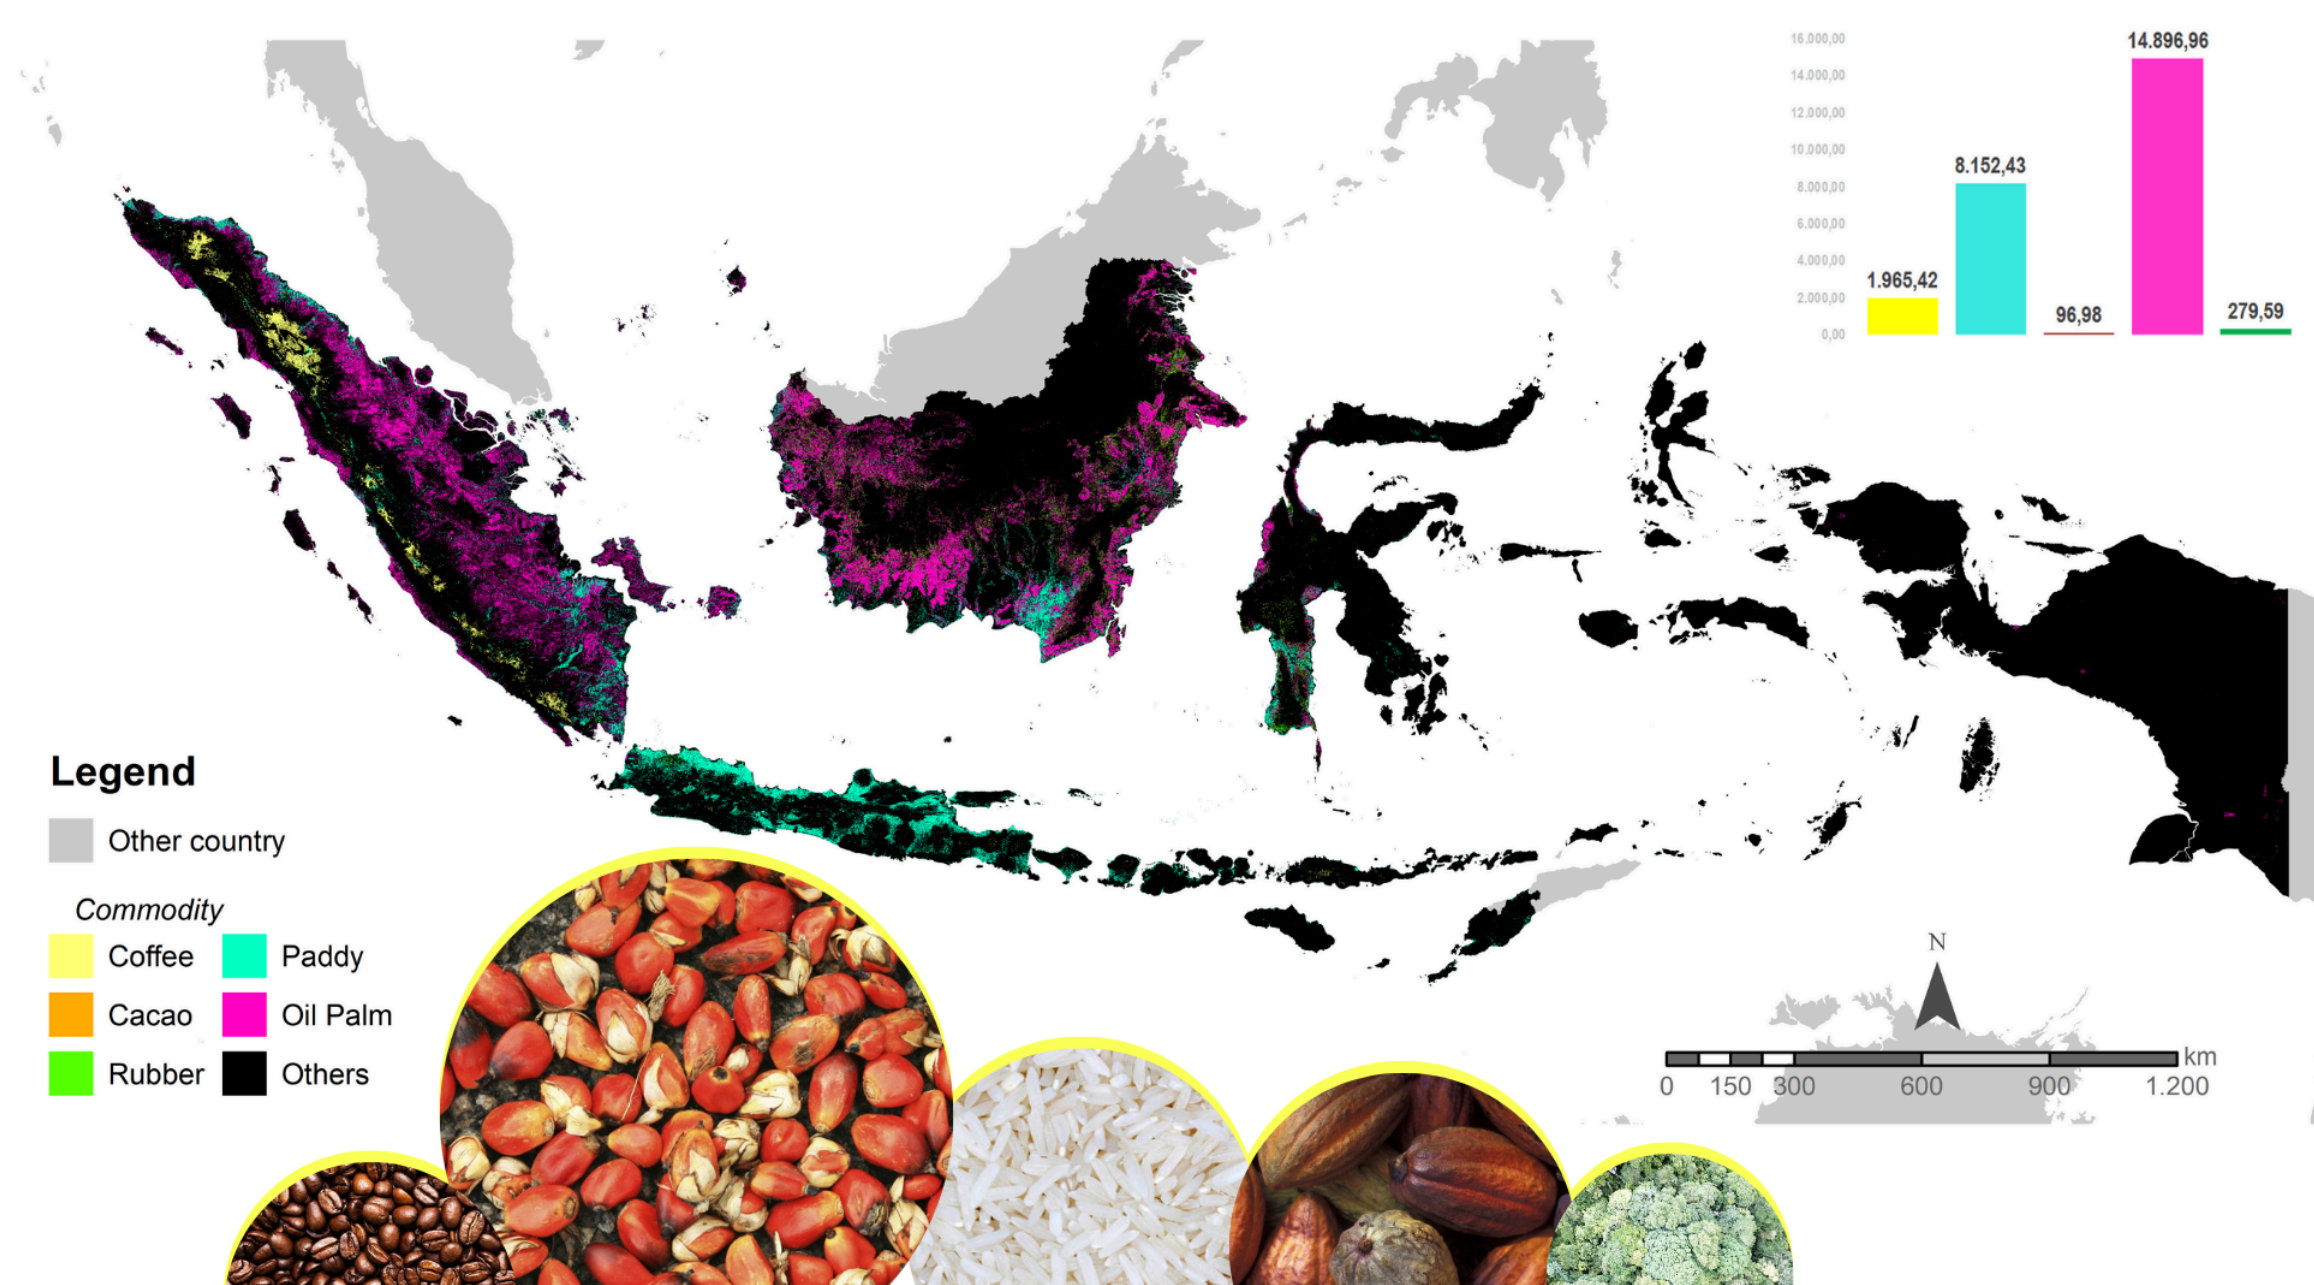 16.000,00
14.000,00
12.000,00
10.000,00
8.000,00
6.000,00
4.000,00
2.000,00
0,00
1.965,42
8.152,43
96,98
14.896,96
279,59
Legend
Other country
Commodity
Coffee
Paddy
Cacao
Oil Palm
Rubber
Others
N
km
0 150 300 600 900 1.200